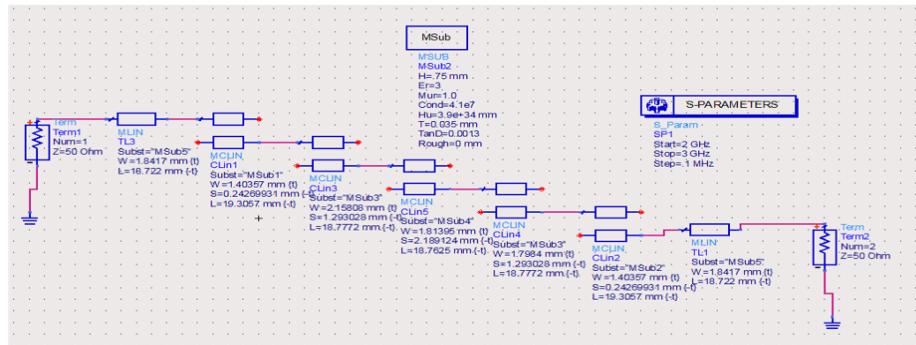 MSub
MSUB
MSub2
H=.75 mm
Er=3
Mur=1.0
Cond=4.1e7
Hu=3.9e+34 mm
T=0.035 mm
TanD=0.0013
Rough=0 mm
S-PARAMETERS
S_Param
SP1
Start=2 GHz
Stop=3 GHz
Step=.1 MHz
Term
Term1
Num=1
Z=50 Ohm
MLIN
TL3
Subst="MSub5"
W=1.8417 mm {t}
L=18.722 mm {-t}
MCLIN
CLin1
Subst="MSub1"
W=1.40357 mm {t}
S=0.24269931 mm {-t}
L=19.3057 mm {-t}
MCLIN
CLin3
Subst="MSub3"
W=2.15808 mm {t}
S=1.293028 mm {-t}
L=18.7772 mm {-t}
MCLIN
CLin5
Subst="MSub4"
W=1.81395 mm {t}
S=2.189124 mm {-t}
L=18.7625 mm {-t}
MCLIN
CLin4
Subst="MSub3"
W=1.7984 mm {t}
S=1.293028 mm {-t}
L=18.7772 mm {-t}
MCLIN
CLin2
Subst="MSub2"
W=1.40357 mm {t}
S=0.24269931 mm {-t}
L=19.3057 mm {-t}
MLIN
TL1
Subst="MSub5"
W=1.8417 mm {t}
L=18.722 mm {-t}
Term
Term2
Num=2
Z=50 Ohm